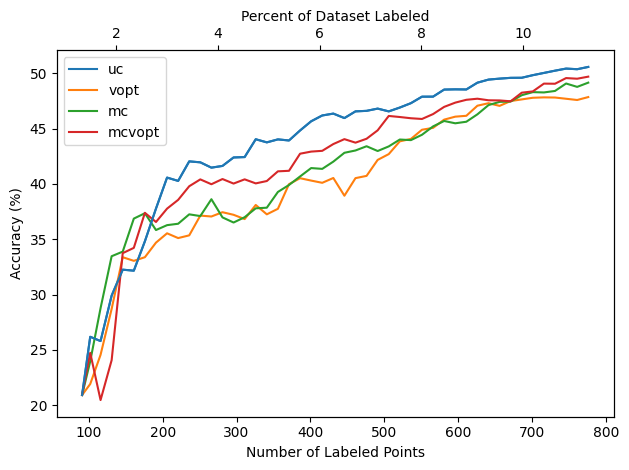 Percent of Dataset Labeled
2 4 6 8 10
uc
vopt
mc
mcvopt
Accuracy (%)
50
45
40
35
30
25
20
100 200 300 400 500 600 700 800
Number of Labeled Points